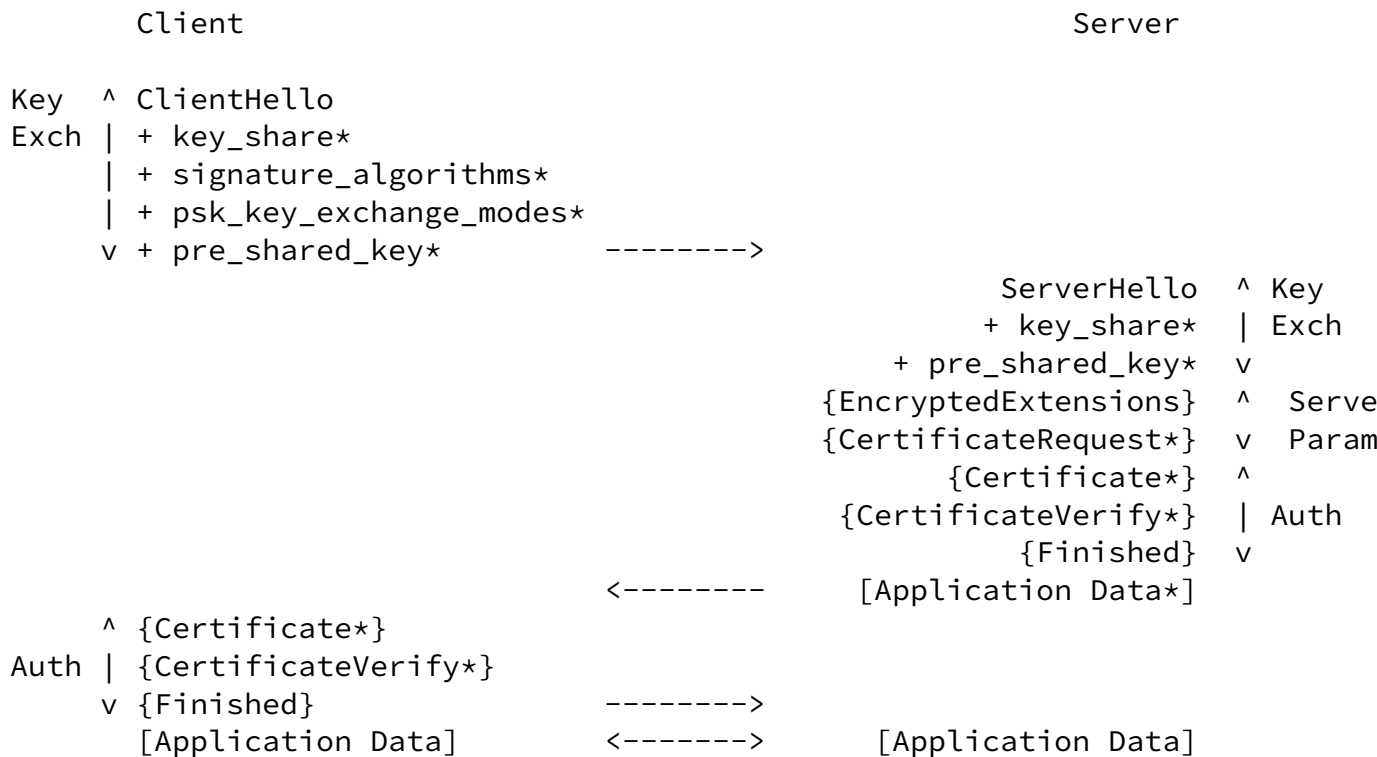 Client                                           Server

Key  ^ ClientHello
Exch | + key_share*
     | + signature_algorithms*
     | + psk_key_exchange_modes*
     v + pre_shared_key*         -------->
                                                       ServerHello  ^ Key
                                                      + key_share*  | Exch
                                                 + pre_shared_key*  v
                                             {EncryptedExtensions}  ^  Serve
                                             {CertificateRequest*}  v  Param
                                                    {Certificate*}  ^
                                              {CertificateVerify*}  | Auth
                                                        {Finished}  v
                                 <--------     [Application Data*]
     ^ {Certificate*}
Auth | {CertificateVerify*}
     v {Finished}                -------->
       [Application Data]        <------->      [Application Data]